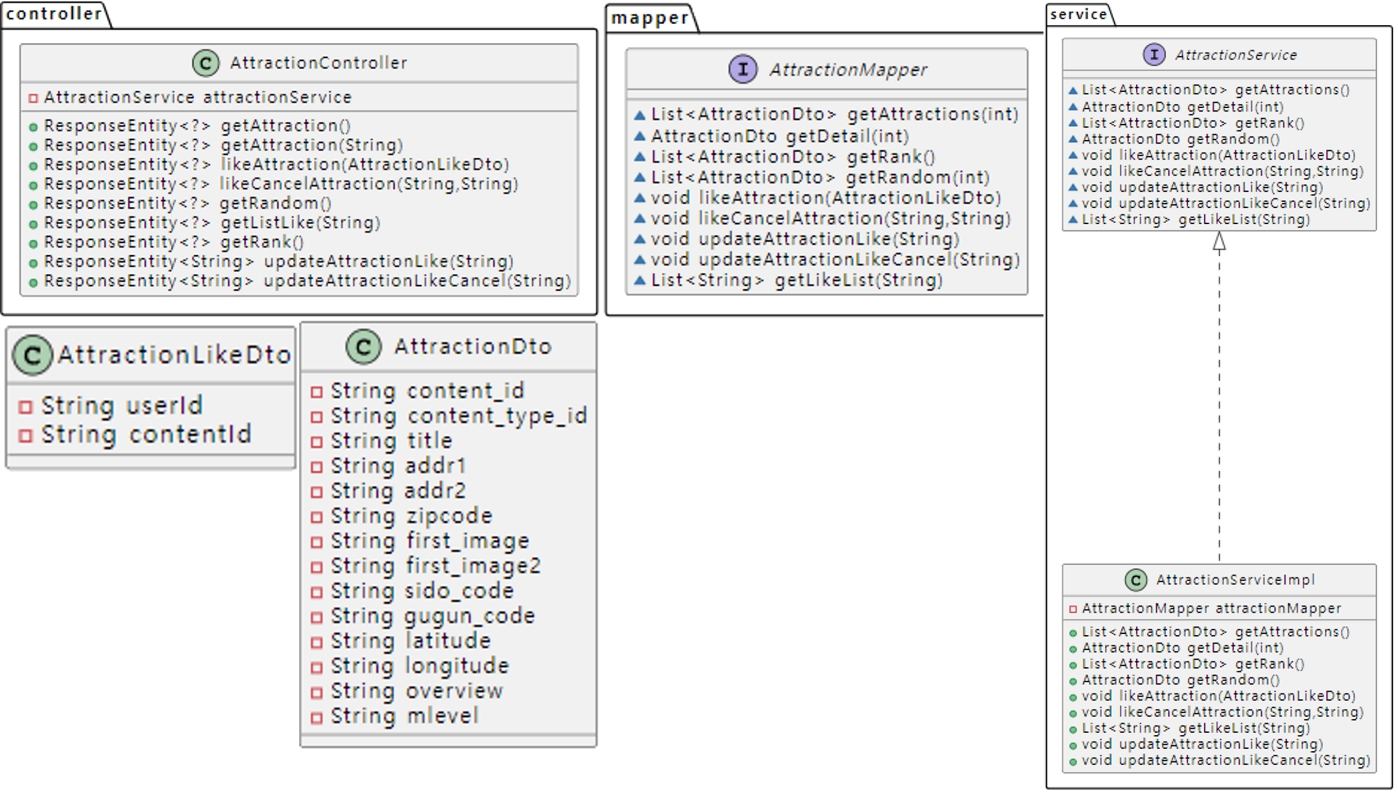 controller
C AttractionController
AttractionService attractionService
ResponseEntity<?> getAttraction()
ResponseEntity<?> getAttraction(String)
ResponseEntity<?> likeAttraction(AttractionLikeDto)
ResponseEntity<?> likeCancelAttraction(String,String)
ResponseEntity<?> getRandom()
ResponseEntity<?> getListLike(String)
ResponseEntity<?> getRank()
ResponseEntity<String> updateAttractionLike(String)
ResponseEntity<String> updateAttractionLikeCancel(String)
mapper
I AttractionMapper
List<AttractionDto> getAttractions(int)
AttractionDto getDetail(int)
List<AttractionDto> getRank()
List<AttractionDto> getRandom(int)
void likeAttraction(AttractionLikeDto)
void likeCancelAttraction(String,String)
void updateAttractionLike(String)
void updateAttractionLikeCancel(String)
List<String> getLikeList(String)
service
I AttractionService
List<AttractionDto> getAttractions()
AttractionDto getDetail(int)
List<AttractionDto> getRank()
AttractionDto getRandom()
void likeAttraction(AttractionLikeDto)
void likeCancelAttraction(String,String)
void updateAttractionLike(String)
void updateAttractionLikeCancel(String)
List<String> getLikeList(String)
C AttractionLikeDto
String userId
String contentId
C AttractionDto
String content_id
String content_type_id
String title
String addr1
String addr2
String zipcode
String first_image
String first_image2
String sido_code
String gugun_code
String latitude
String longitude
String overview
String mlevel
C AttractionServiceImpl
AttractionMapper attractionMapper
List<AttractionDto> getAttractions()
AttractionDto getDetail(int)
List<AttractionDto> getRank()
AttractionDto getRandom()
void likeAttraction(AttractionLikeDto)
void likeCancelAttraction(String,String)
List<String> getLikeList(String)
void updateAttractionLike(String)
void updateAttractionLikeCancel(String)